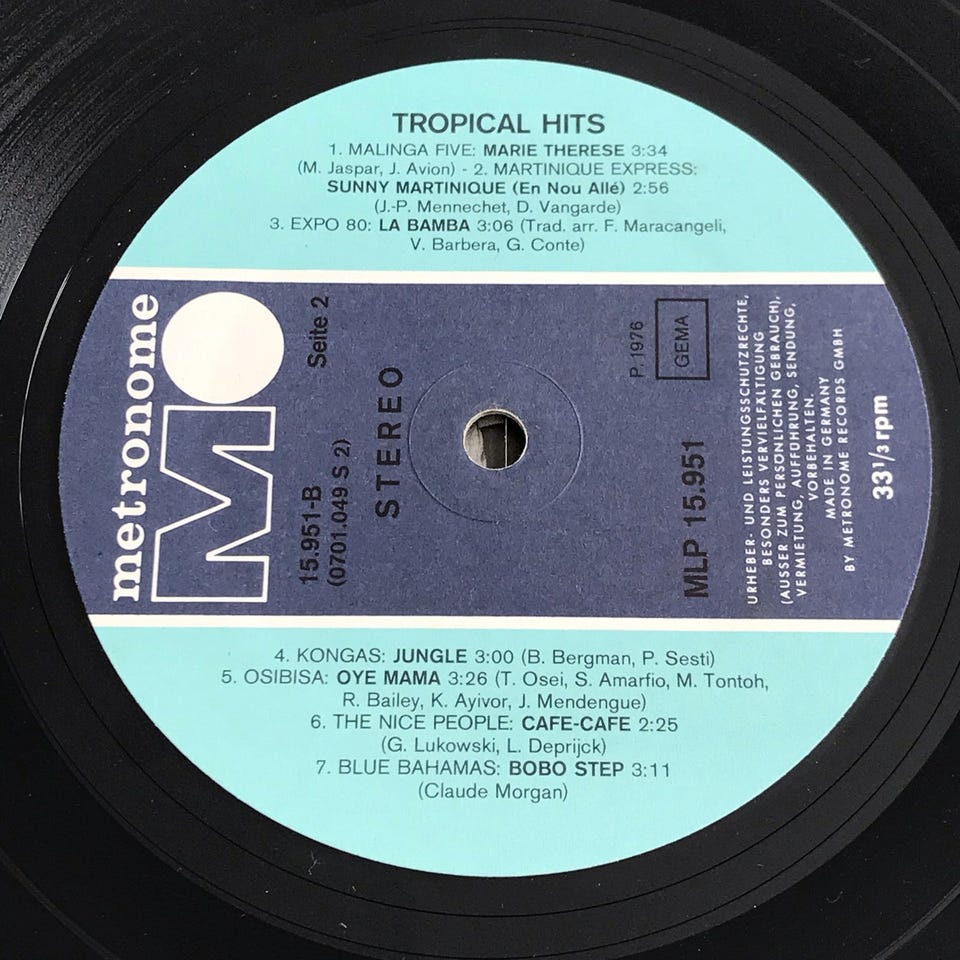 TROPICAL HITS
1. MALINGA FIVE: MARIE THERESE 3:34
(M. Jaspar, J. Avion) - 2. MARTINIQUE EXPRESS:
SUNNY MARTINIQUE (En Nou Allé) 2:56
(J.-P. Mennechet, D. Vangarde)
3. EXPO 80: LA BAMBA 3:06 (Trad. arr. F. Maracangeli,
V. Barbera, G. Conte)
metronome
M
Seite 2
15.951-B
(0701.049 S 2)
STEREO
P. 1976
GEMA
MLP 15.951
URHEBER- UND LEISTUNGSSCHUTZRECHTE,
BESONDERS VERVIELFÄLTIGUNG
(AUSSER ZUM PERSÖNLICHEN GEBRAUCH),
VERMIETUNG, AUFFÜHRUNG, SENDUNG,
VORBEHALTEN.
MADE IN GERMANY
BY METRONOME RECORDS GMBH
33 1/3 rpm
4. KONGAS: JUNGLE 3:00 (B. Bergman, P. Sesti)
5. OSIBISA: OYE MAMA 3:26 (T. Osei, S. Amarfio, M. Tontoh,
R. Bailey, K. Ayivor, J. Mendengue)
6. THE NICE PEOPLE: CAFE-CAFE 2:25
(G. Lukowski, L. Deprijck)
7. BLUE BAHAMAS: BOBO STEP 3:11
(Claude Morgan)